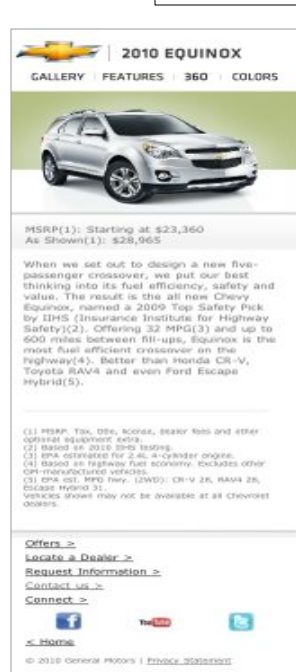 2010 EQUINOX
GALLERY | FEATURES | 360 | COLORS
MSRP(1): Starting at $23,360
As Shown(1): $28,965
When we set out to design a new five-
passenger crossover, we put our best
thinking into its fuel efficiency, safety and
value. The result is the all new Chevy
Equinox, named a 2009 Top Safety Pick
by IIHS (Insurance Institute for Highway
Safety)(2). Offering 32 MPG(3) and up to
600 miles between fill-ups, Equinox is the
most fuel efficient crossover on the
highway(4). Better than Honda CR-V,
Toyota RAV4 and even Ford Escape
Hybrid(5).
(1) MSRP. Tax, title, license, dealer fees and other
optional equipment extra.
(2) Based on 2010 IIHS testing.
(3) EPA estimated for 2.4L 4-cylinder engine.
(4) Based on highway fuel economy. Excludes other
GM-manufactured vehicles.
(5) EPA est. MPG hwy. (2WD): CR-V 28, RAV4 28,
Escape Hybrid 31.
Vehicles shown may not be available at all Chevrolet
dealers.
Offers >
Locate a Dealer >
Request Information >
Contact us >
Connect >
f YouTube
< Home
© 2010 General Motors | Privacy Statement